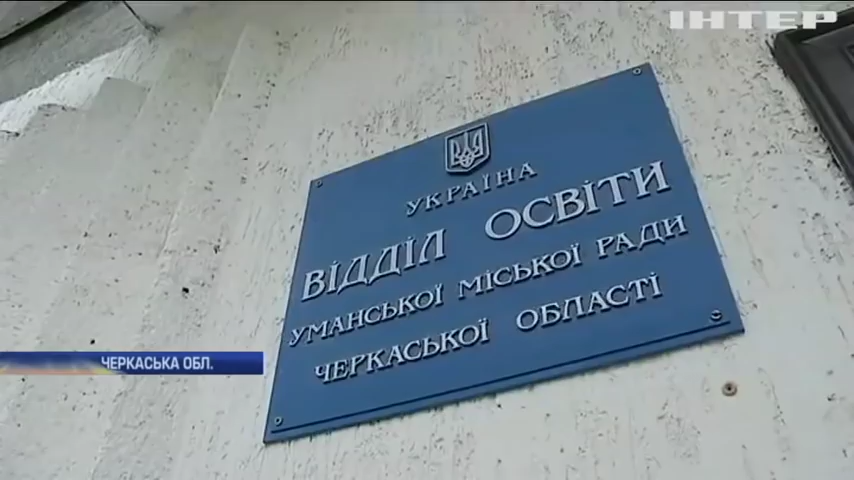 ІНТЕР
УКРАЇНА
ВІДДІЛ ОСВІТИ
УМАНСЬКОЇ МІСЬКОЇ РАДИ
ЧЕРКАСЬКОЇ ОБЛАСТІ
ЧЕРКАСЬКА ОБЛ.